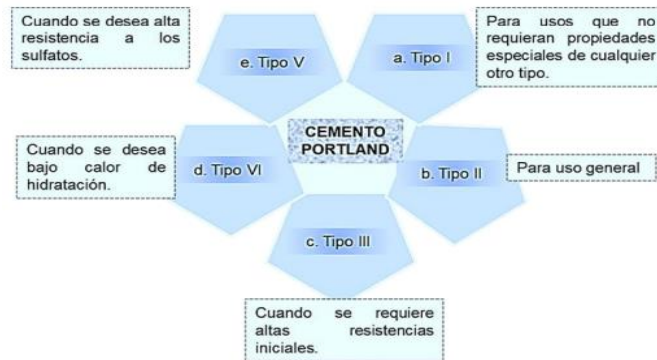 Cuando se desea alta
resistencia a los
sulfatos.
e. Tipo V
a. Tipo I
Para usos que no
requieran propiedades
especiales de cualquier
otro tipo.
CEMENTO
PORTLAND
Cuando se desea
bajo calor de
hidratación.
d. Tipo VI
b. Tipo II
Para uso general
c. Tipo III
Cuando se requiere
altas resistencias
iniciales.